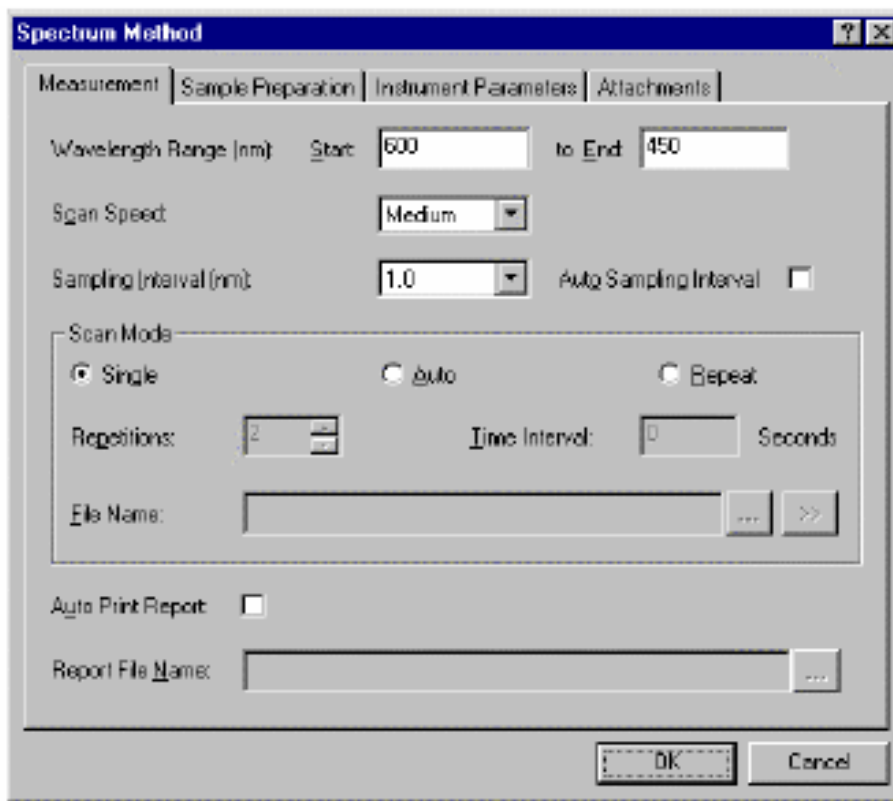 Spectrum Method
Measurement Sample Preparation Instrument Parameters Attachments
Wavelength Range (nm): Start: 600 to End: 450
Scan Speed: Medium
Sampling Interval (nm): 1.0 Auto Sampling Interval
Scan Mode
Single Auto Repeat
Repetitions: 2 Time Interval: 0 Seconds
File Name: ... >>
Auto Print Report
Report File Name: ...
OK Cancel